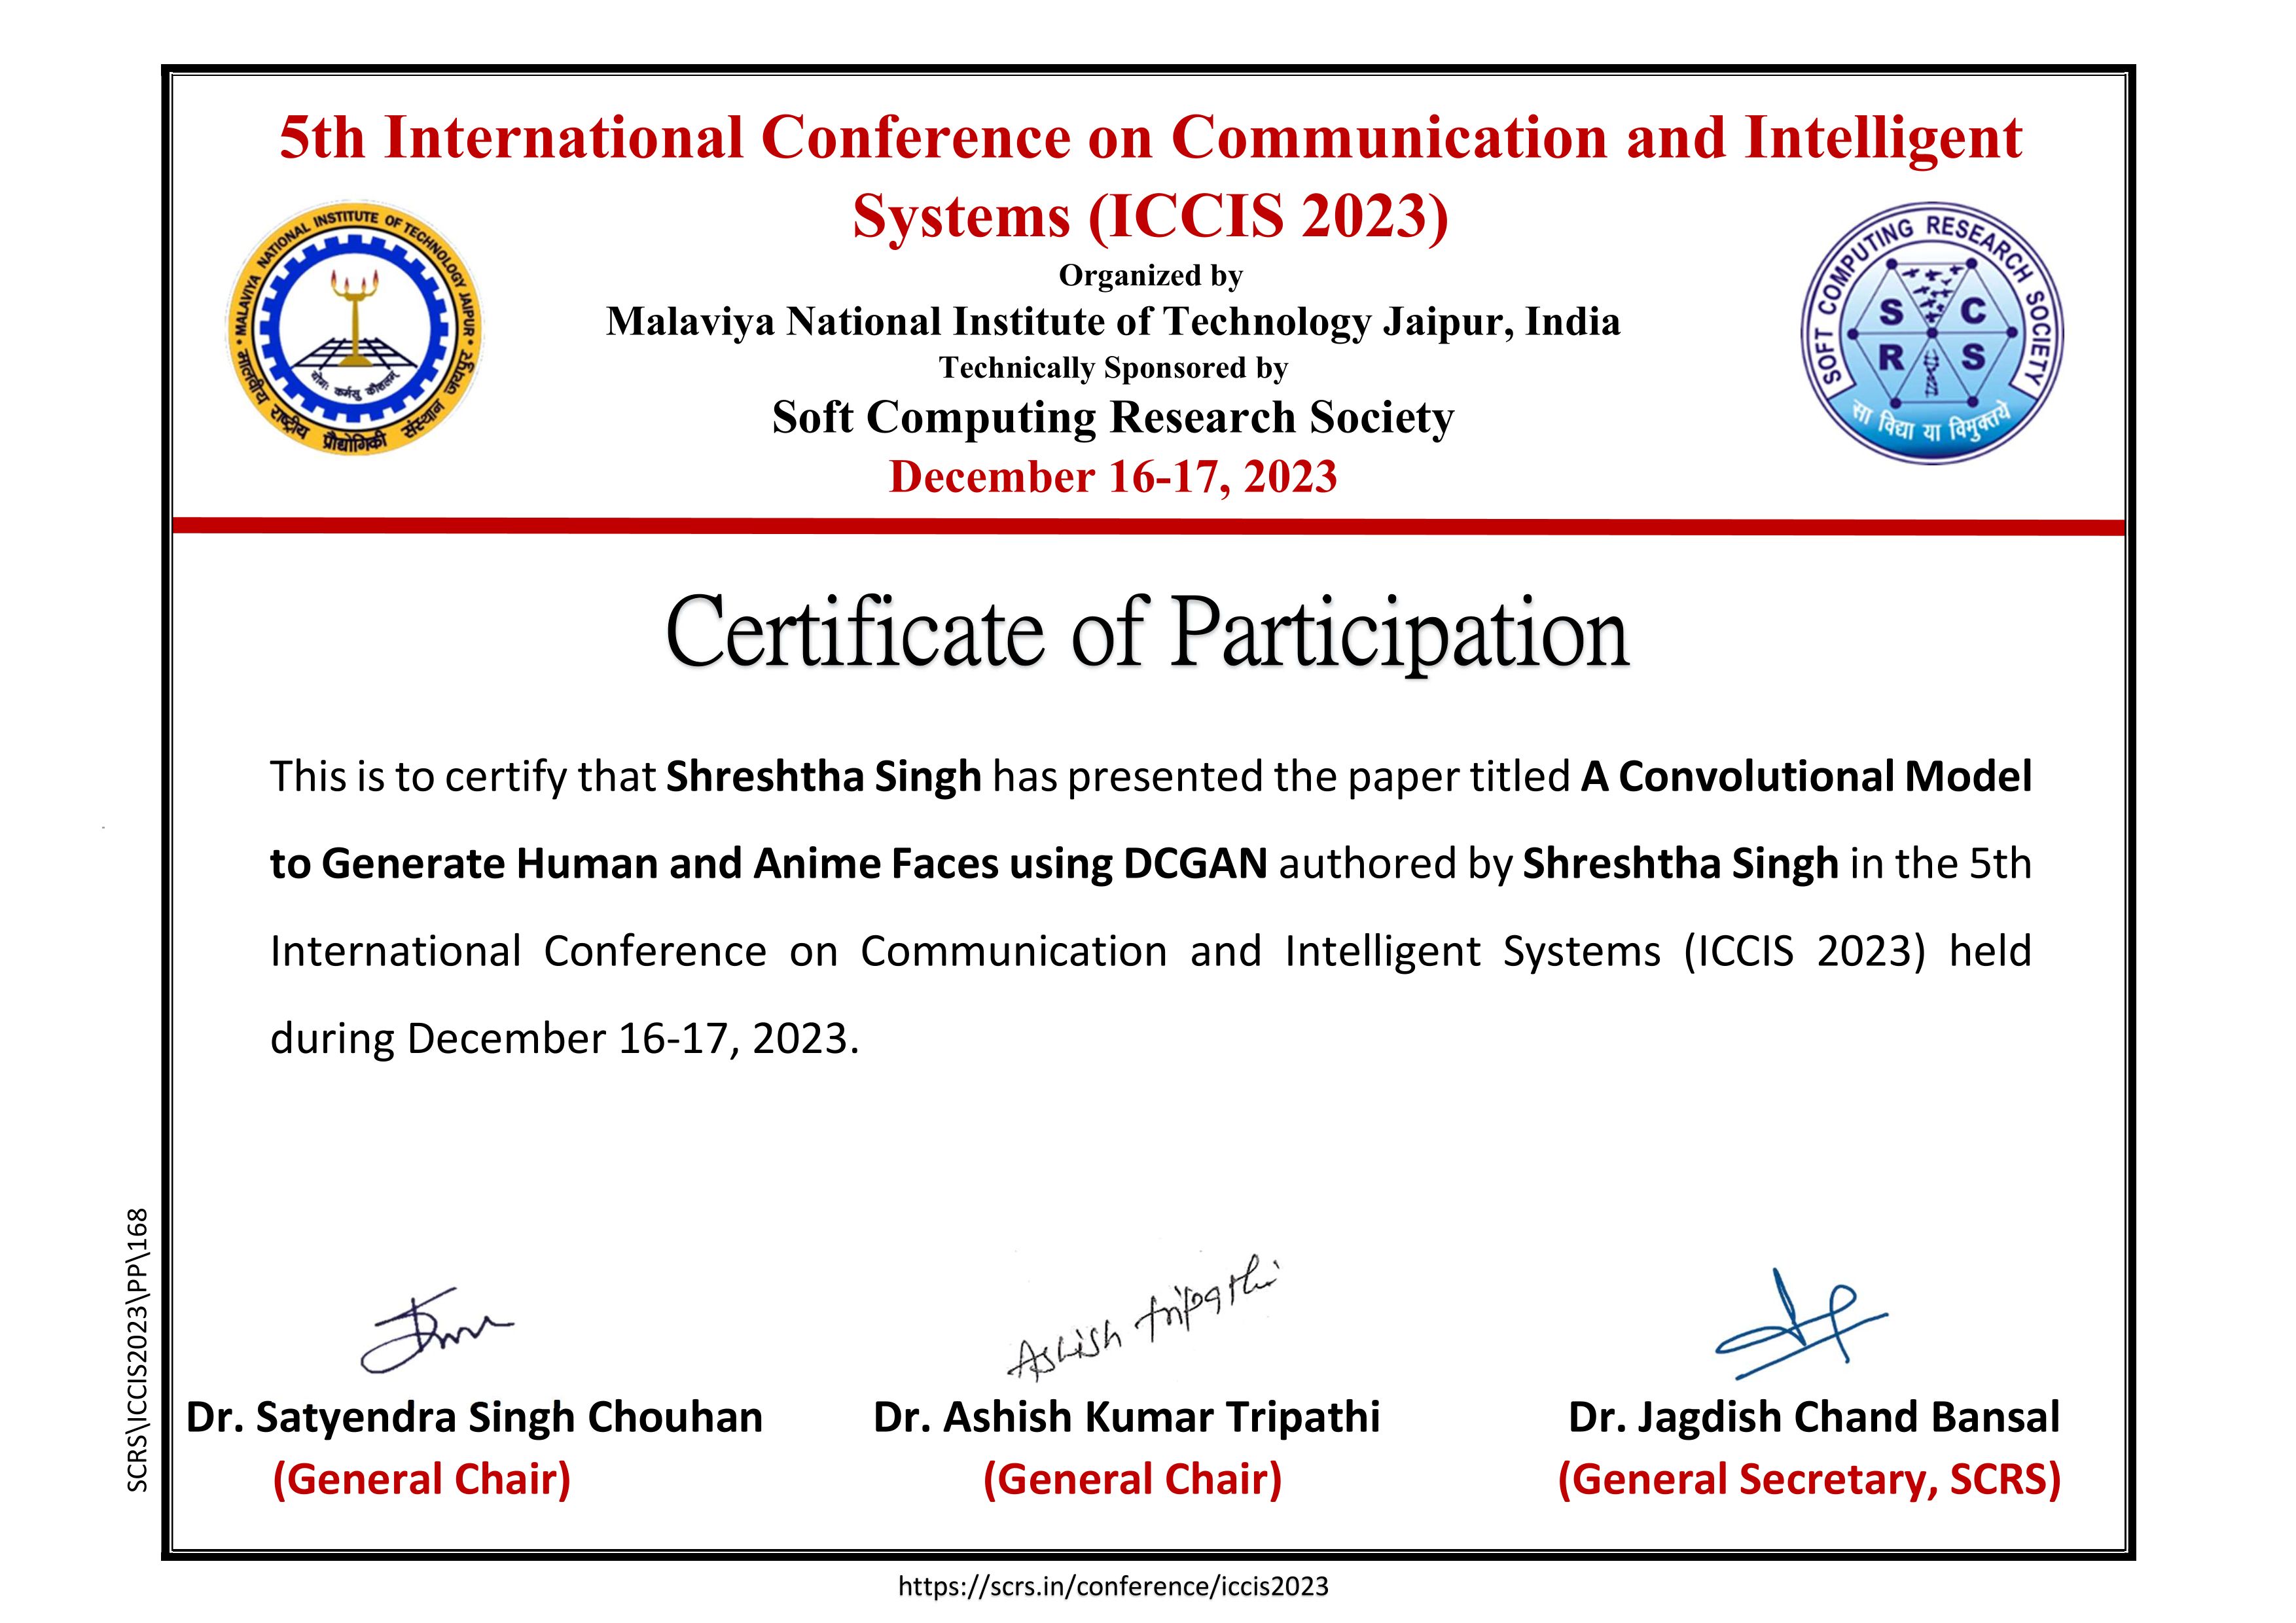 5th International Conference on Communication and Intelligent
Systems (ICCIS 2023)
Organized by
Malaviya National Institute of Technology Jaipur, India
Technically Sponsored by
Soft Computing Research Society
December 16-17, 2023
MALAVIYA NATIONAL INSTITUTE OF TECHNOLOGY JAIPUR
योगः कर्मसु कौशलम्
मालवीय राष्ट्रीय प्रौद्योगिकी संस्थान जयपुर
SOFT COMPUTING RESEARCH SOCIETY
S C
R S
सा विद्या या विमुक्तये
Certificate of Participation
This is to certify that Shreshtha Singh has presented the paper titled A Convolutional Model
to Generate Human and Anime Faces using DCGAN authored by Shreshtha Singh in the 5th
International Conference on Communication and Intelligent Systems (ICCIS 2023) held
during December 16-17, 2023.
SCRS\ICCIS2023\PP\168
Ashish Tripathi
Dr. Satyendra Singh Chouhan
(General Chair)
Dr. Ashish Kumar Tripathi
(General Chair)
Dr. Jagdish Chand Bansal
(General Secretary, SCRS)
https://scrs.in/conference/iccis2023